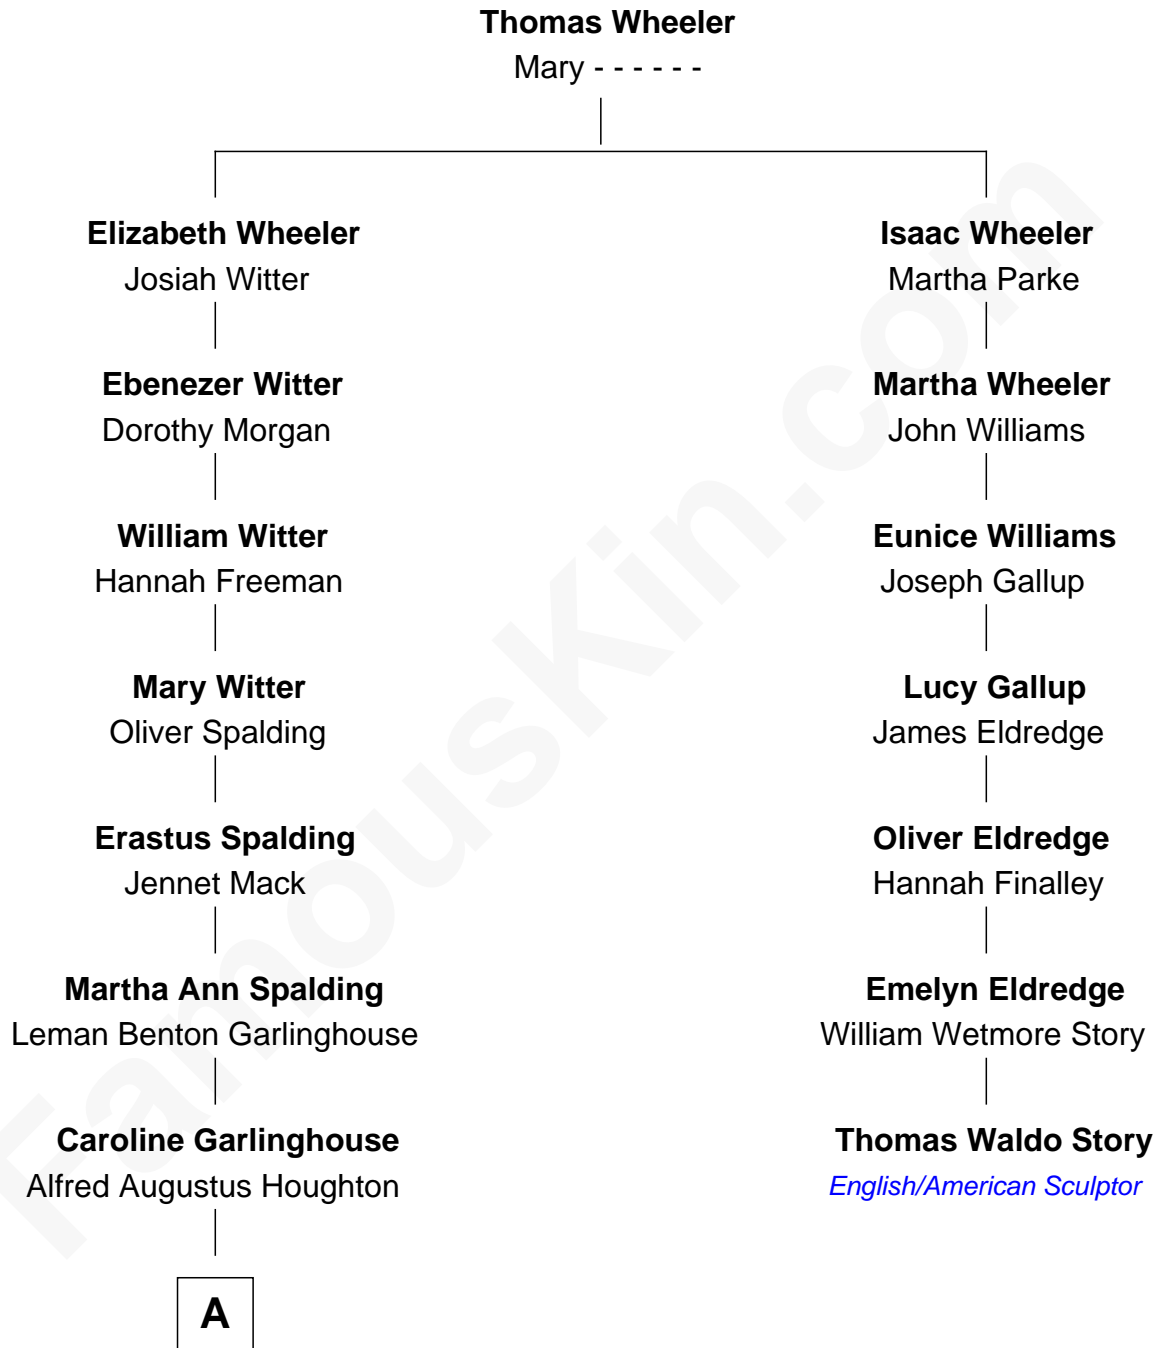 Thomas Wheeler
Mary - - - - - -
Elizabeth Wheeler
Josiah Witter
Isaac Wheeler
Martha Parke
Ebenezer Witter
Dorothy Morgan
Martha Wheeler
John Williams
William Witter
Hannah Freeman
Eunice Williams
Joseph Gallup
Mary Witter
Oliver Spalding
Lucy Gallup
James Eldredge
Erastus Spalding
Jennet Mack
Oliver Eldredge
Hannah Finalley
Martha Ann Spalding
Leman Benton Garlinghouse
Emelyn Eldredge
William Wetmore Story
Caroline Garlinghouse
Alfred Augustus Houghton
Thomas Waldo Story
English/American Sculptor
A
FamousKin.com